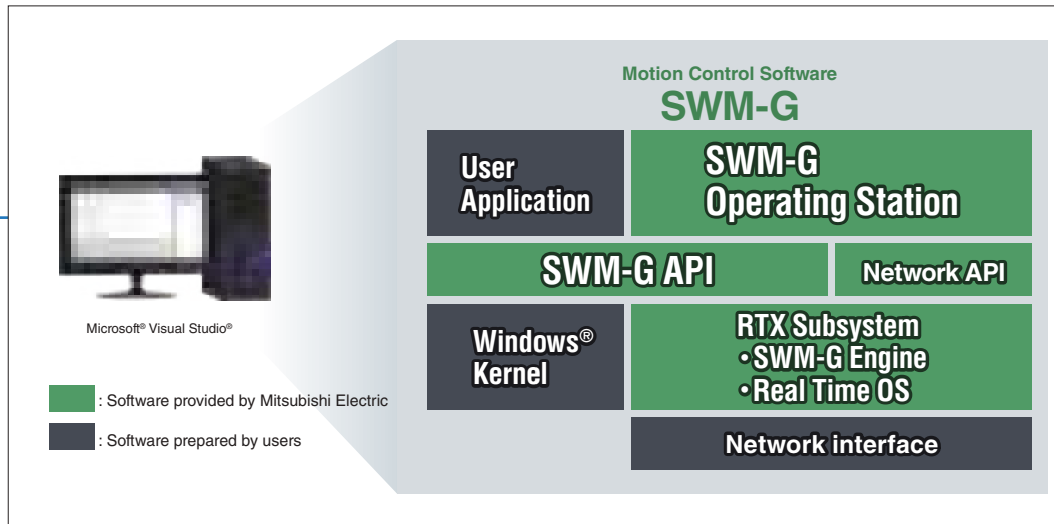 Motion Control Software
SWM-G
User
Application
SWM-G
Operating Station
SWM-G API
Network API
Windows®
Kernel
RTX Subsystem
•SWM-G Engine
•Real Time OS
Network interface
Microsoft® Visual Studio®
: Software provided by Mitsubishi Electric
: Software prepared by users